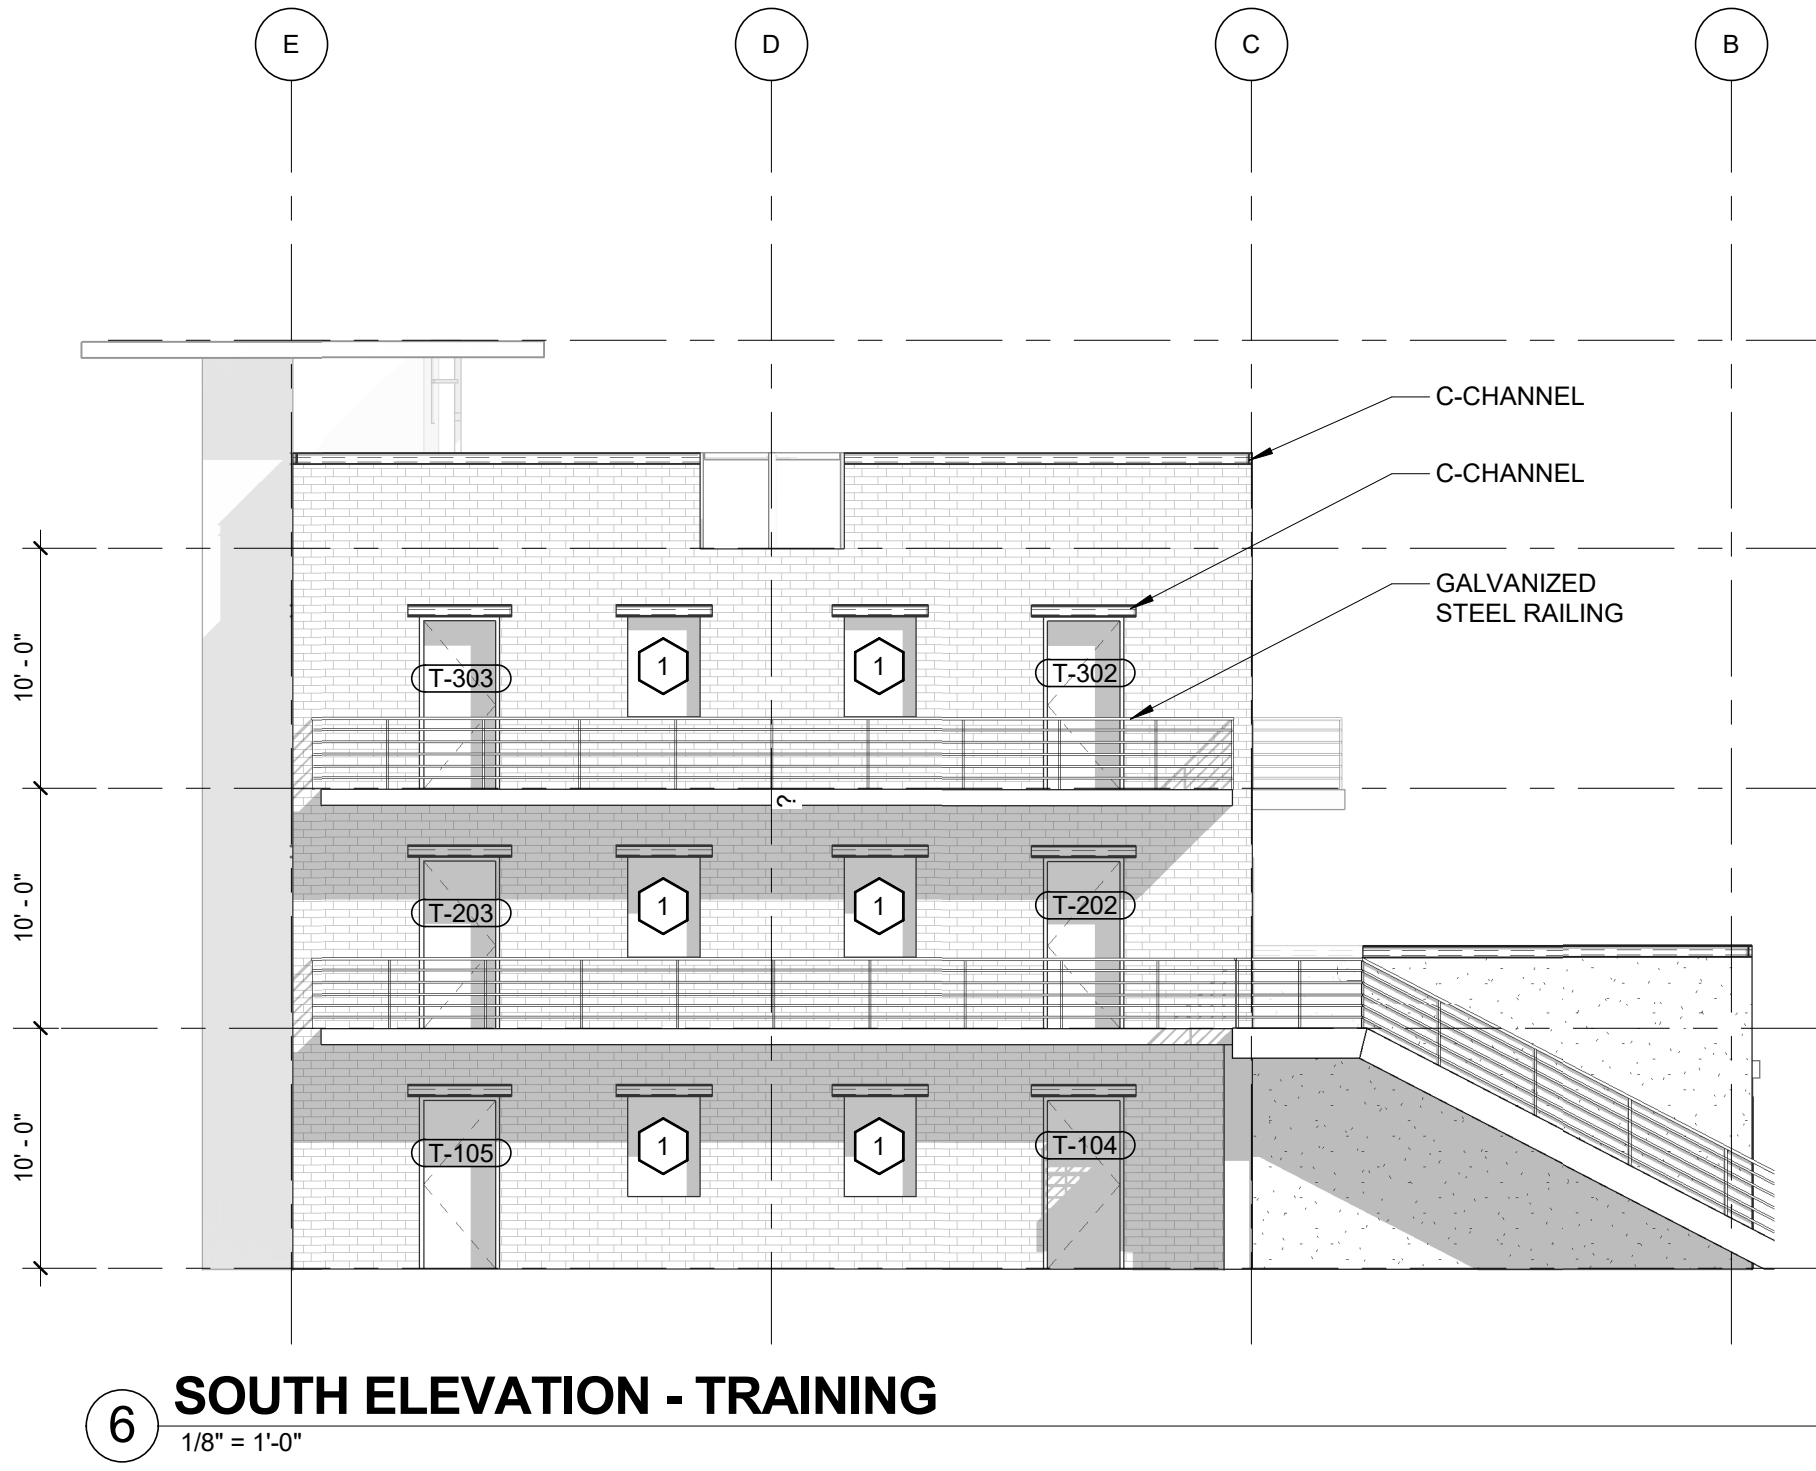 E
D
C
B
C-CHANNEL
C-CHANNEL
GALVANIZED
STEEL RAILING
10' - 0"
T-303
1
1
T-302
?
10' - 0"
T-203
1
1
T-202
10' - 0"
T-105
1
1
T-104
6
SOUTH ELEVATION - TRAINING
1/8" = 1'-0"